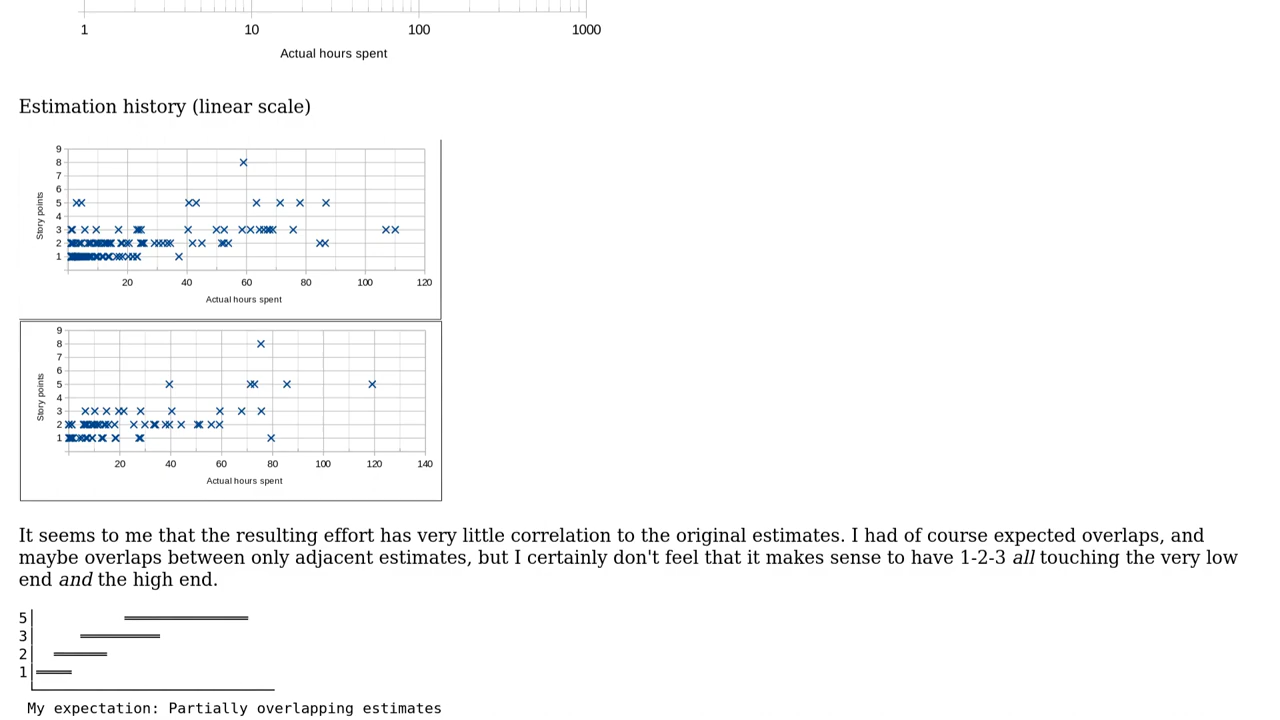 1 10 100 1000
Actual hours spent
Estimation history (linear scale)
9
8
7
6
5
4
3
2
1
Story points
20 40 60 80 100 120
Actual hours spent
9
8
7
6
5
4
3
2
1
Story points
20 40 60 80 100 120 140
Actual hours spent
It seems to me that the resulting effort has very little correlation to the original estimates. I had of course expected overlaps, and
maybe overlaps between only adjacent estimates, but I certainly don't feel that it makes sense to have 1-2-3 all touching the very low
end and the high end.
5
3
2
1
My expectation: Partially overlapping estimates